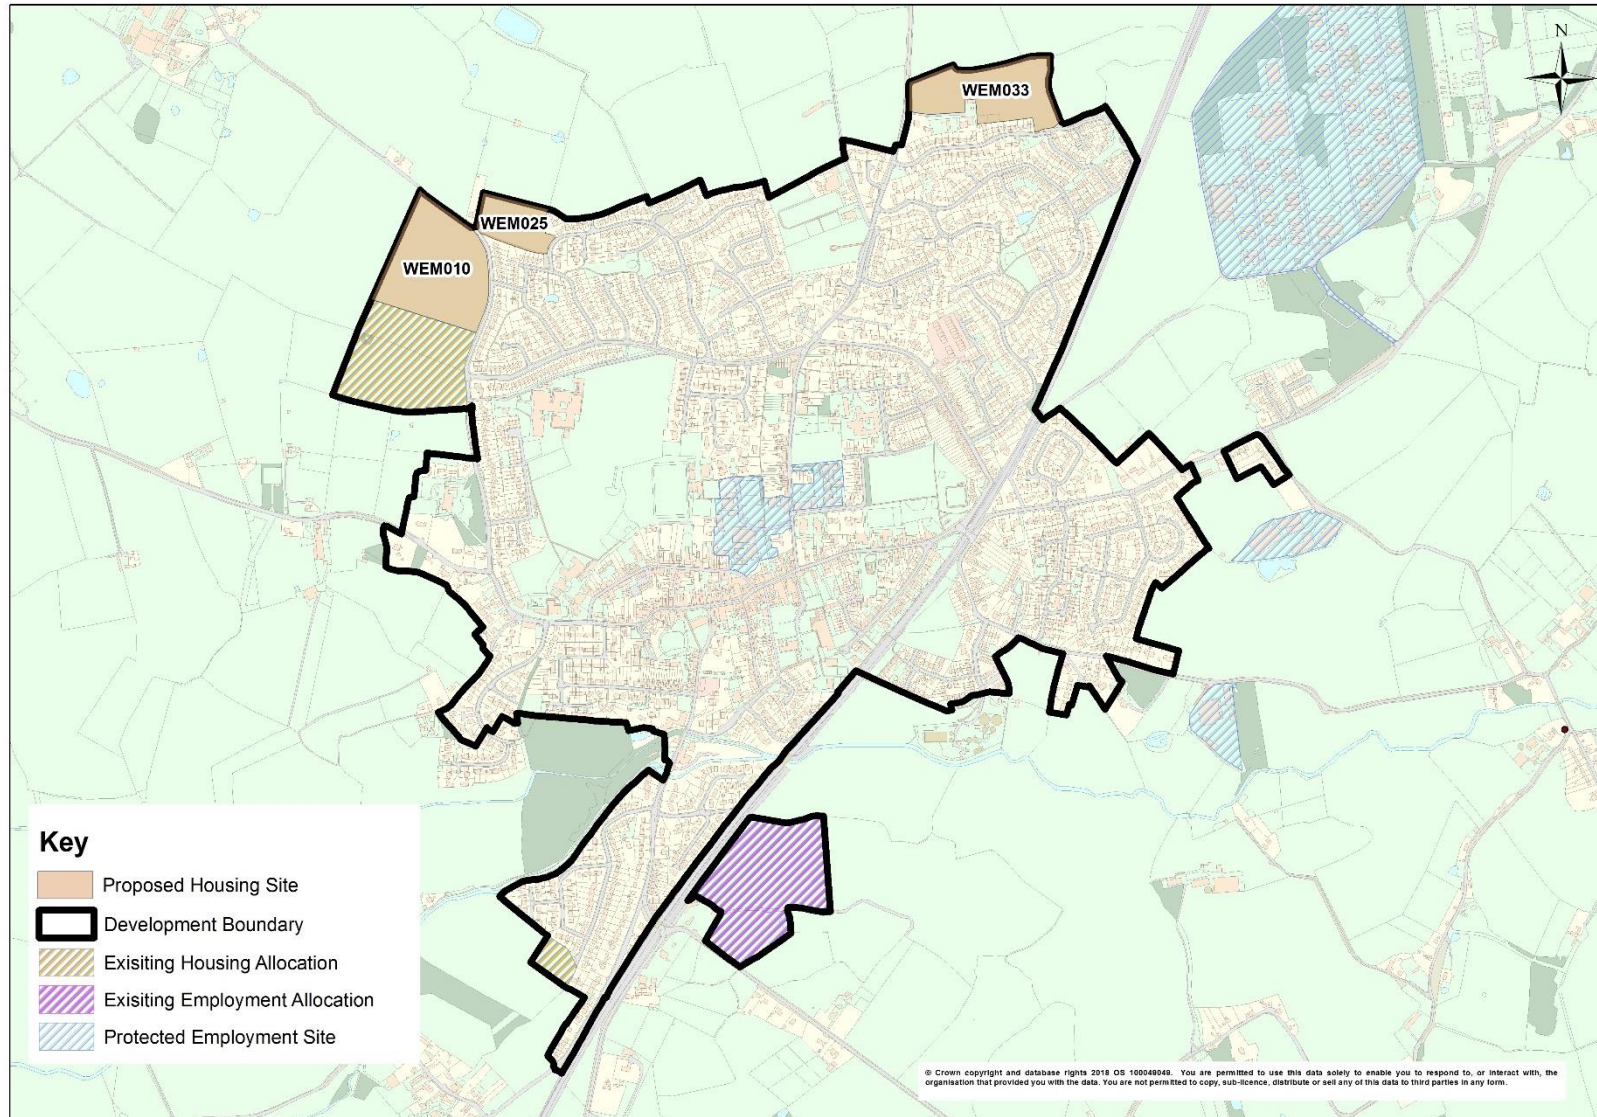 N
WEM033
WEM025
WEM010
Key
Proposed Housing Site
Development Boundary
Exisiting Housing Allocation
Exisiting Employment Allocation
Protected Employment Site
© Crown copyright and database rights 2018 OS 100049049. You are permitted to use this data solely to enable you to respond to, or interact with, the
organisation that provided you with the data. You are not permitted to copy, sub-licence, distribute or sell any of this data to third parties in any form.